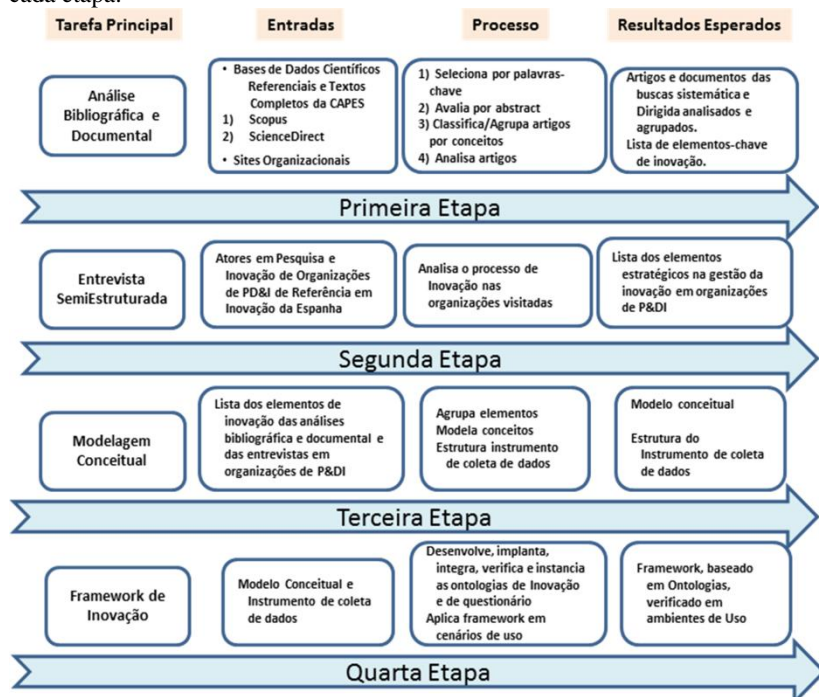 cada etapa.
Tarefa Principal
Entradas
Processo
Resultados Esperados
Análise
Bibliográfica e
Documental
• Bases de Dados Científicos
Referenciais e Textos
Completos da CAPES
1) Scopus
2) ScienceDirect
• Sites Organizacionais
1) Seleciona por palavras-
chave
2) Avalia por abstract
3) Classifica/Agrupa artigos
por conceitos
4) Analisa artigos
Artigos e documentos das
buscas sistemática e
Dirigida analisados e
agrupados.
Lista de elementos-chave
de inovação.
Primeira Etapa
Entrevista
SemiEstruturada
Atores em Pesquisa e
Inovação de Organizações
de PD&I de Referência em
Inovação da Espanha
Analisa o processo de
Inovação nas
organizações visitadas
Lista dos elementos
estratégicos na gestão da
inovação em organizações
de P&DI
Segunda Etapa
Modelagem
Conceitual
Lista dos elementos de
inovação das análises
bibliográfica e documental e
das entrevistas em
organizações de P&DI
Agrupa elementos
Modela conceitos
Estrutura instrumento
de coleta de dados
Modelo conceitual
Estrutura do
Instrumento de coleta
de dados
Terceira Etapa
Framework de
Inovação
Modelo Conceitual e
Instrumento de coleta
de dados
Desenvolve, implanta,
integra, verifica e instancia
as ontologias de Inovação
e de questionário
Aplica framework em
cenários de uso
Framework, baseado
em Ontologias,
verificado em
ambientes de Uso
Quarta Etapa